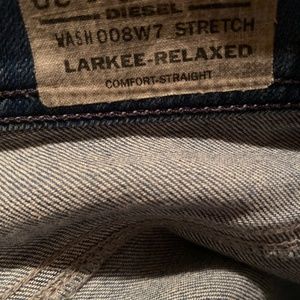 DIESEL
WASH 008W7 STRETCH
LARKEE-RELAXED
COMFORT-STRAIGHT